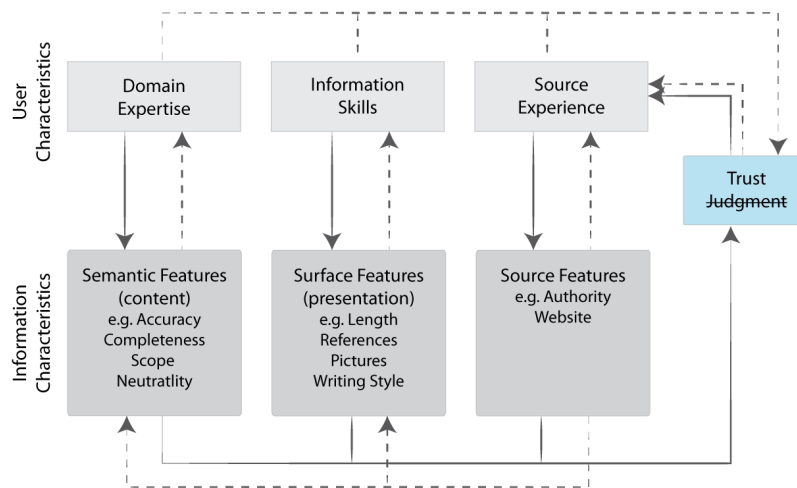 User
Characteristics
Domain
Expertise
Information
Skills
Source
Experience
Trust
Judgment
Information
Characteristics
Semantic Features
(content)
e.g. Accuracy
Completeness
Scope
Neutratlity
Surface Features
(presentation)
e.g. Length
References
Pictures
Writing Style
Source Features
e.g. Authority
Website